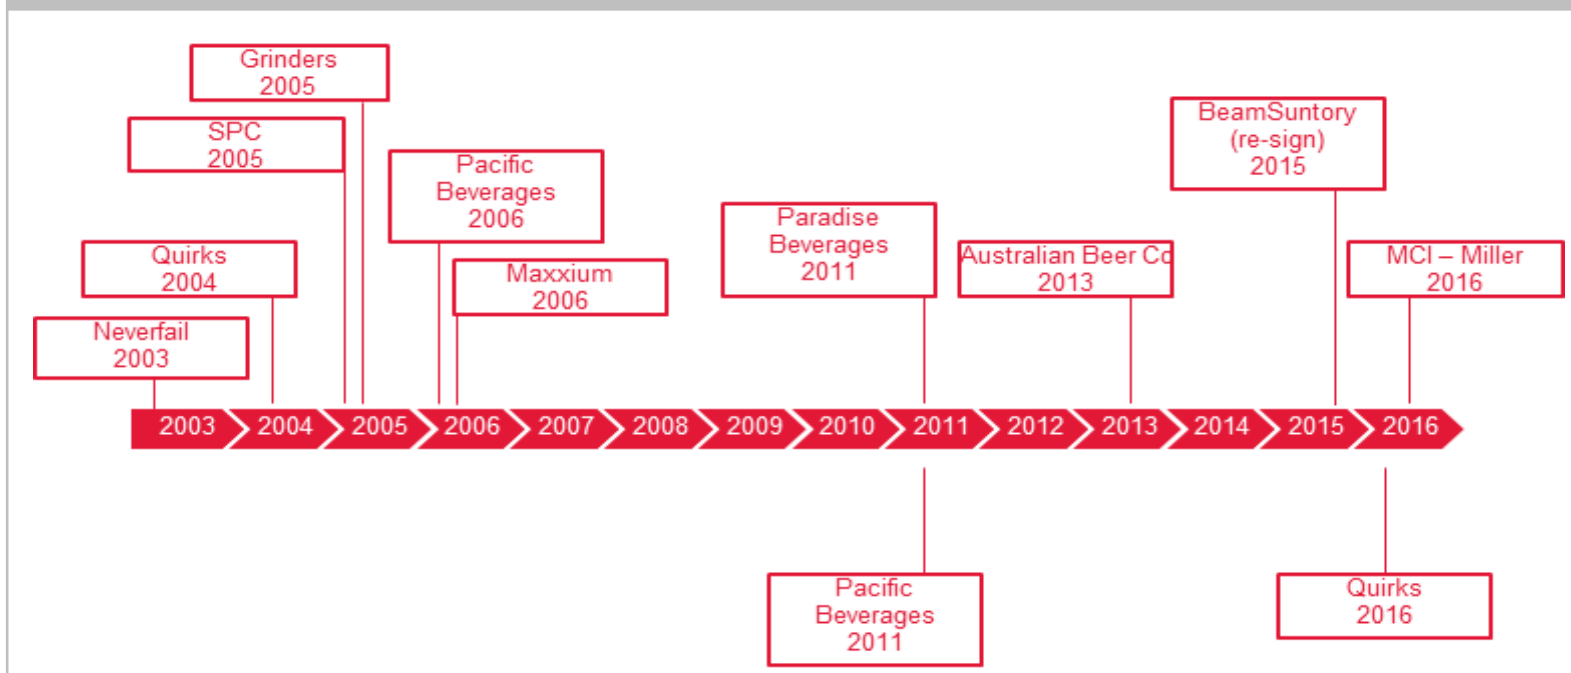 Grinders
2005
SPC
2005
Pacific
Beverages
2006
Quirks
2004
Maxxium
2006
Neverfail
2003
Paradise
Beverages
2011
Australian Beer Co
2013
BeamSuntory
(re-sign)
2015
MCI – Miller
2016
2003 2004 2005 2006 2007 2008 2009 2010 2011 2012 2013 2014 2015 2016
Pacific
Beverages
2011
Quirks
2016